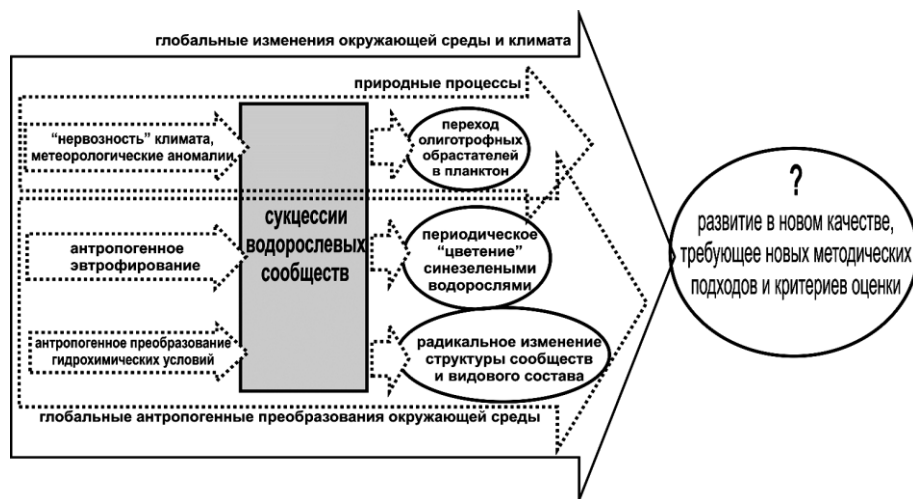 глобальные изменения окружающей среды и климата
природные процессы
“нервозность” климата,
метеорологические аномалии
переход
олиготрофных
обрастателей
в планктон
сукцессии
водорослевых
сообществ
антропогенное
эвтрофирование
периодическое
“цветение”
синезелеными
водорослями
антропогенное преобразование
гидрохимических условий
радикальное изменение
структуры сообществ
и видового состава
глобальные антропогенные преобразования окружающей среды
?
развитие в новом качестве,
требующее новых методических
подходов и критериев оценки